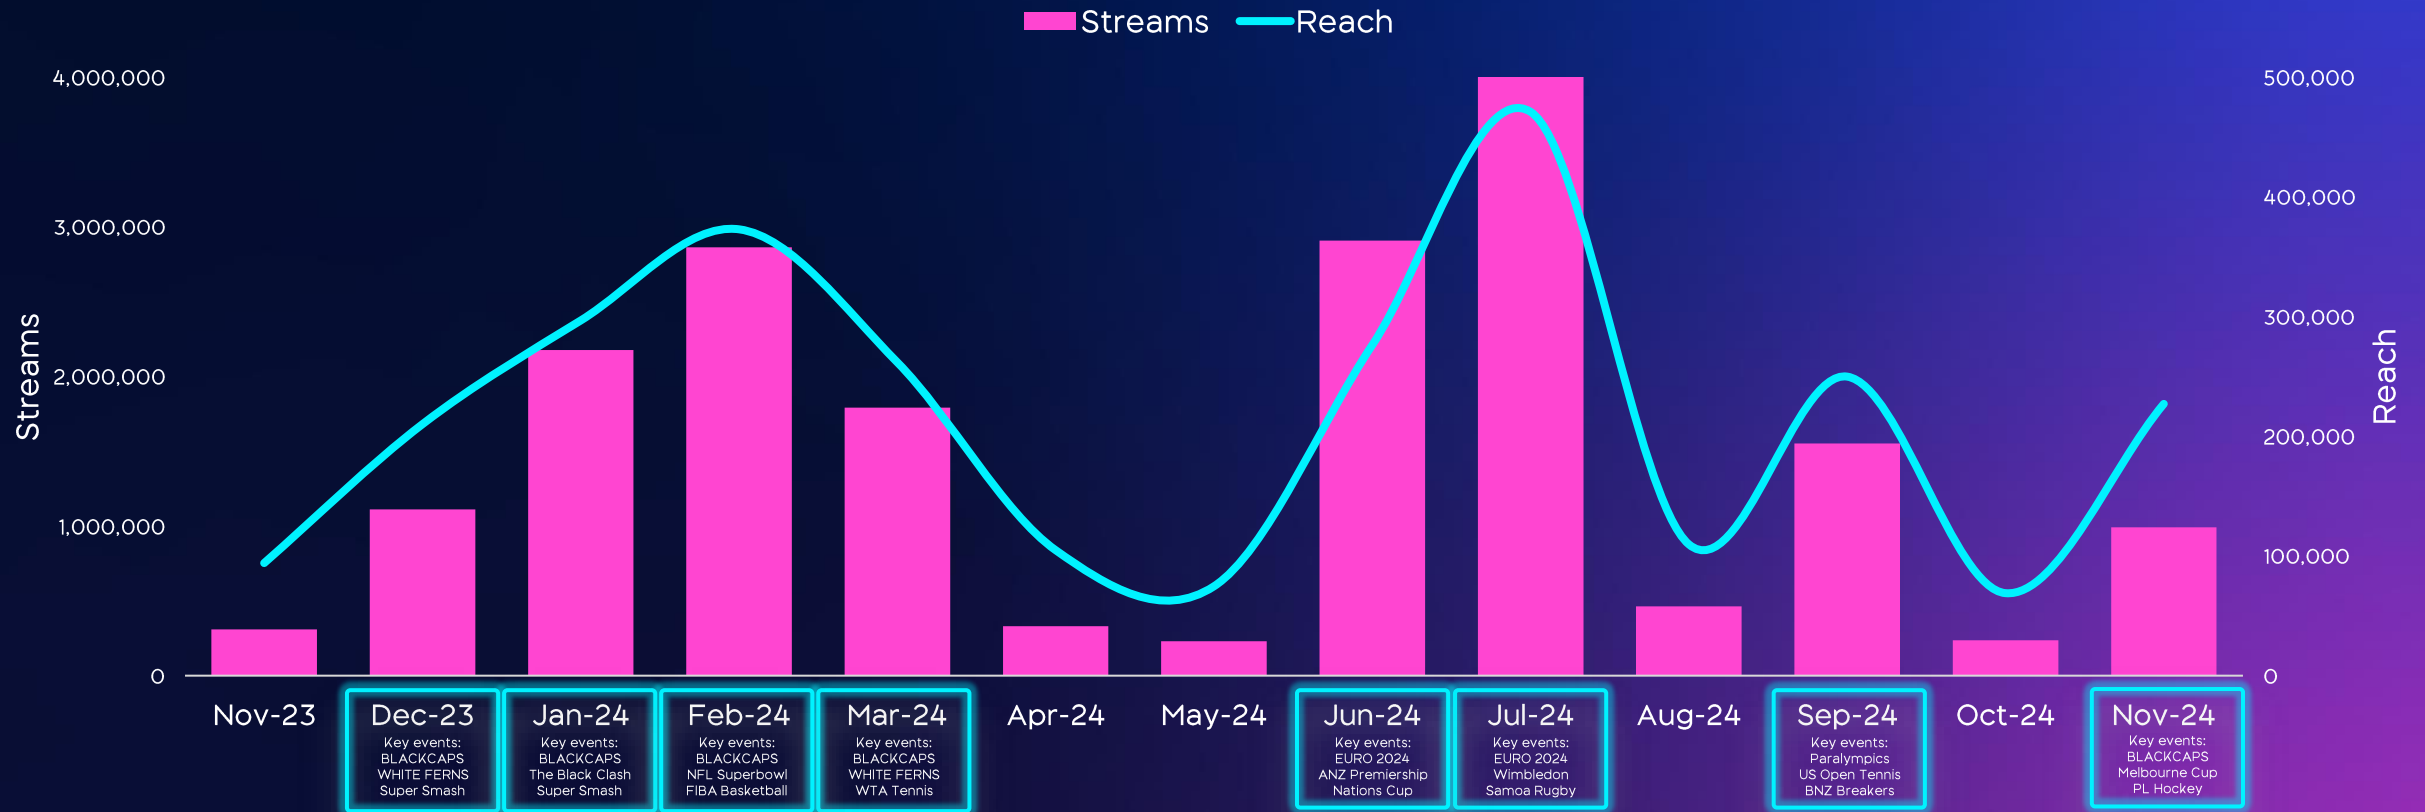 Streams Reach
4,000,000
3,000,000
2,000,000
1,000,000
0
Streams
500,000
400,000
300,000
200,000
100,000
0
Reach
Nov-23
Dec-23
Key events:
BLACKCAPS
WHITE FERNS
Super Smash
Jan-24
Key events:
BLACKCAPS
The Black Clash
Super Smash
Feb-24
Key events:
BLACKCAPS
NFL Superbowl
FIBA Basketball
Mar-24
Key events:
BLACKCAPS
WHITE FERNS
WTA Tennis
Apr-24
May-24
Jun-24
Key events:
EURO 2024
ANZ Premiership
Nations Cup
Jul-24
Key events:
EURO 2024
Wimbledon
Samoa Rugby
Aug-24
Sep-24
Key events:
Paralympics
US Open Tennis
BNZ Breakers
Oct-24
Nov-24
Key events:
BLACKCAPS
Melbourne Cup
PL Hockey